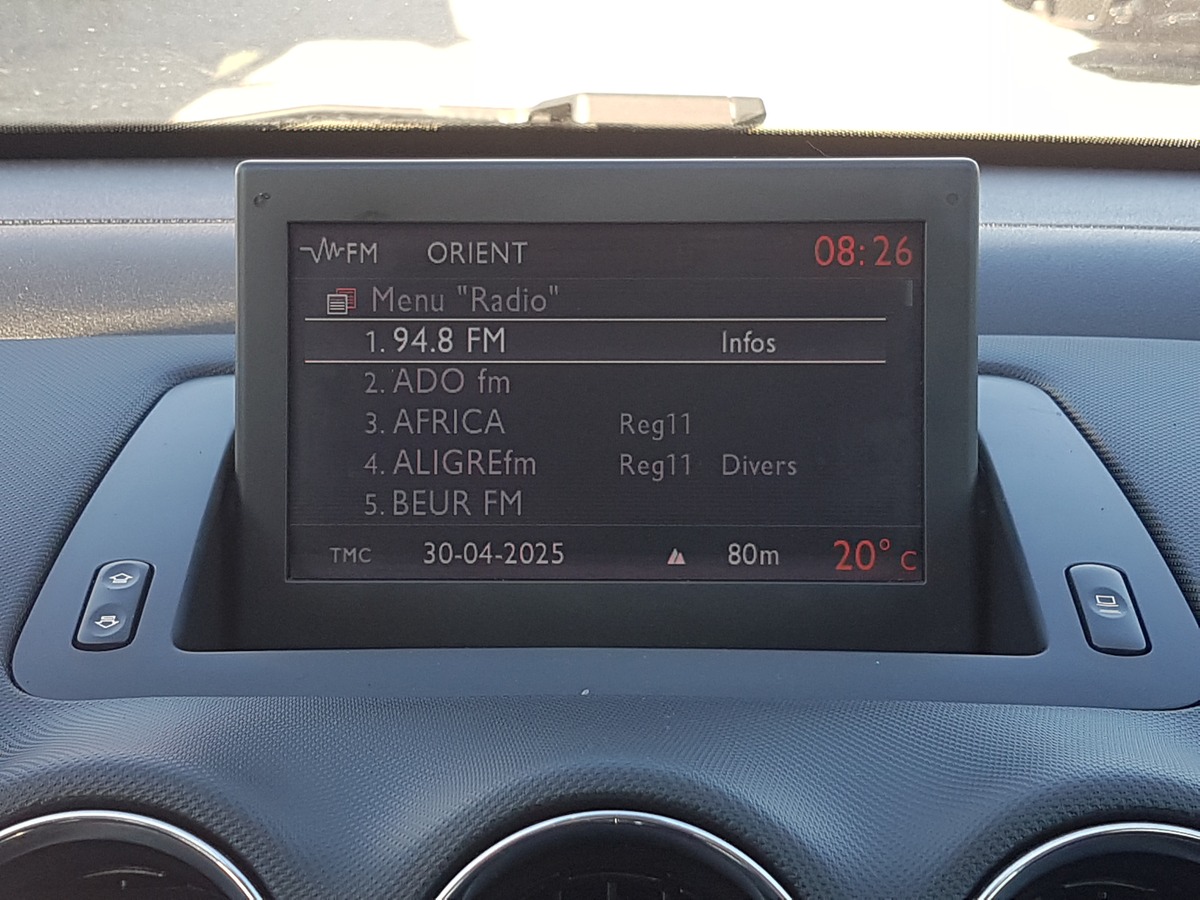 FM ORIENT 08:26
Menu "Radio"
1. 94.8 FM Infos
2. ADO fm
3. AFRICA Reg11
4. ALIGREfm Reg11 Divers
5. BEUR FM
TMC 30-04-2025 80m 20° C